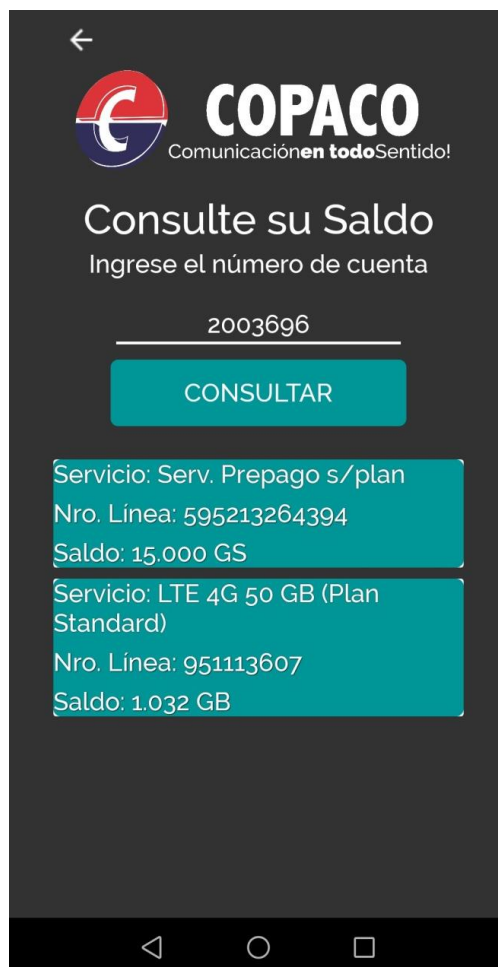 COPACO
Comunicaciónen todoSentido!
Consulte su Saldo
Ingrese el número de cuenta
2003696
CONSULTAR
Servicio: Serv. Prepago s/plan
Nro. Línea: 595213264394
Saldo: 15.000 GS
Servicio: LTE 4G 50 GB (Plan
Standard)
Nro. Línea: 951113607
Saldo: 1.032 GB